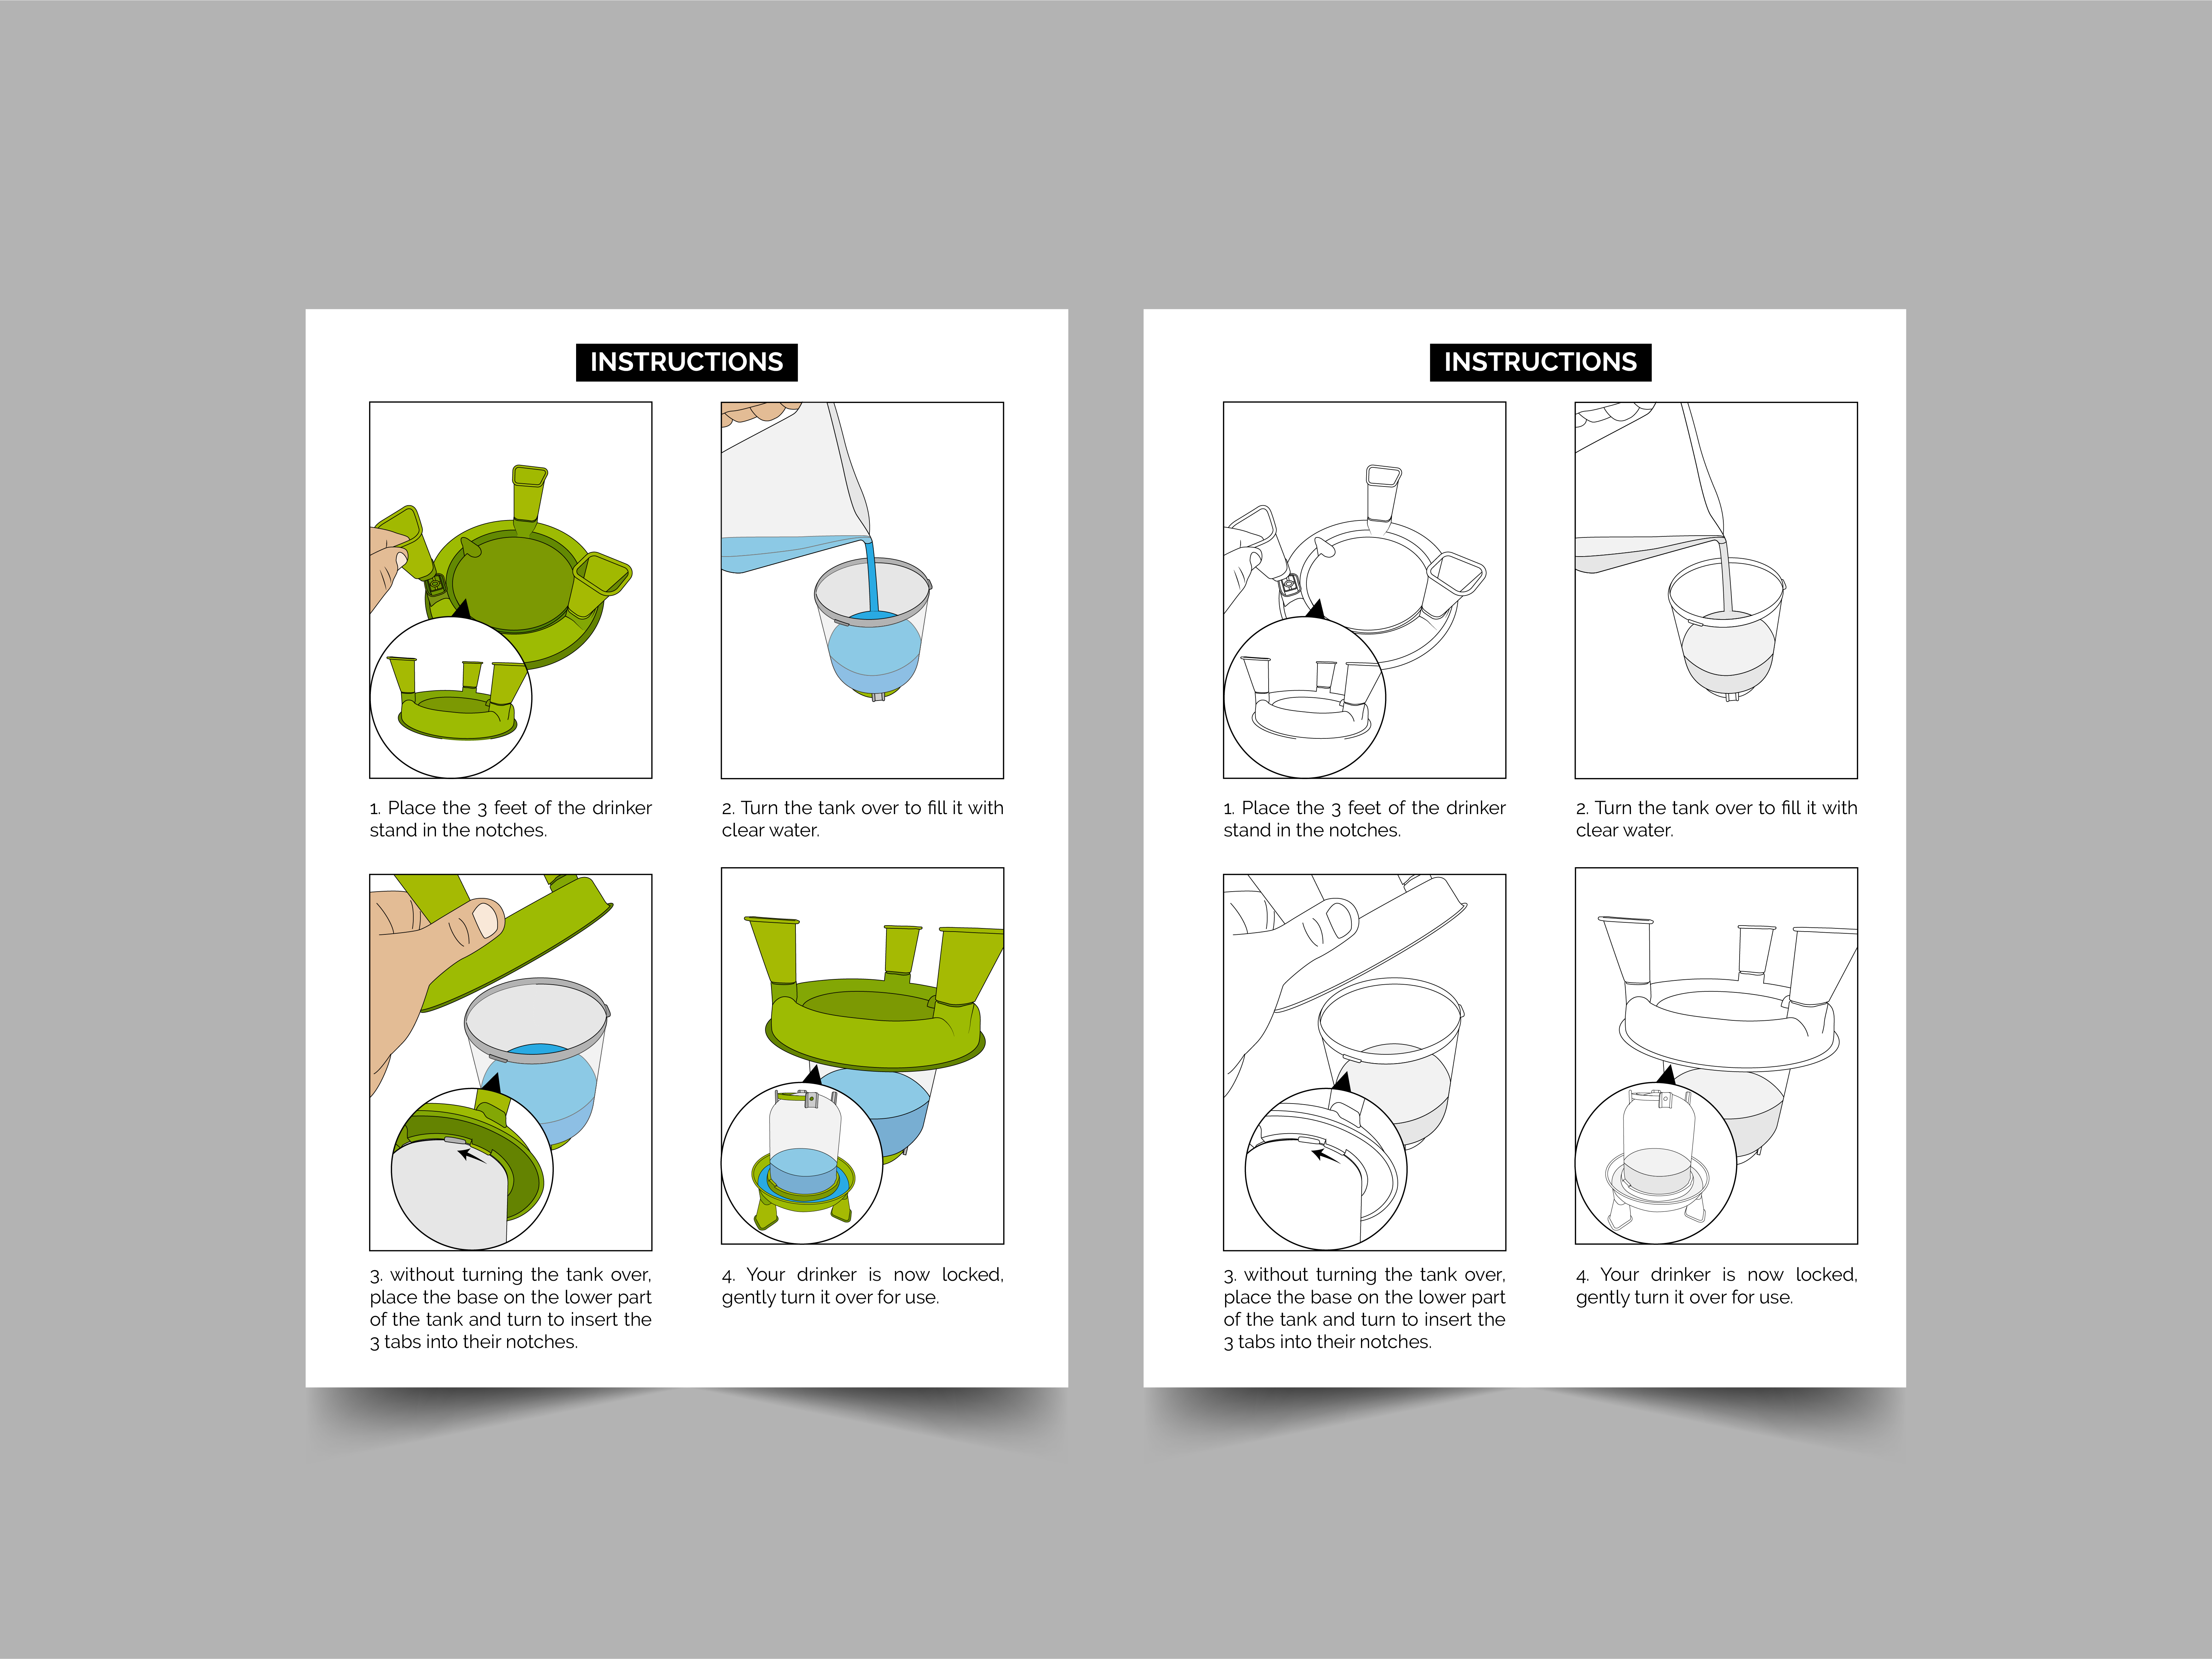 INSTRUCTIONS
1. Place the 3 feet of the drinker
stand in the notches.
2. Turn the tank over to fill it with
clear water.
3. without turning the tank over,
place the base on the lower part
of the tank and turn to insert the
3 tabs into their notches.
4. Your drinker is now locked,
gently turn it over for use.
INSTRUCTIONS
1. Place the 3 feet of the drinker
stand in the notches.
2. Turn the tank over to fill it with
clear water.
3. without turning the tank over,
place the base on the lower part
of the tank and turn to insert the
3 tabs into their notches.
4. Your drinker is now locked,
gently turn it over for use.